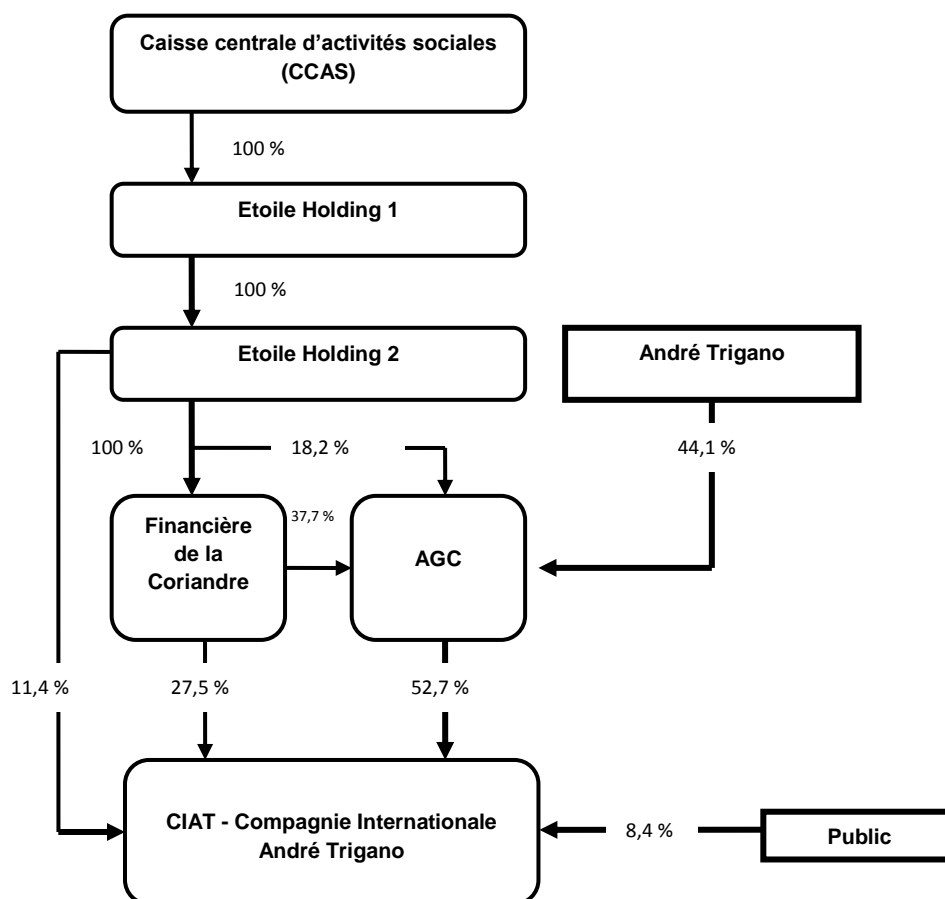 Caisse centrale d’activités sociales
(CCAS)
100 %
Etoile Holding 1
100 %
Etoile Holding 2
André Trigano
100 %
18,2 %
44,1 %
Financière
de la
Coriandre
37,7 %
AGC
11,4 %
27,5 %
52,7 %
CIAT - Compagnie Internationale
André Trigano
8,4 %
Public